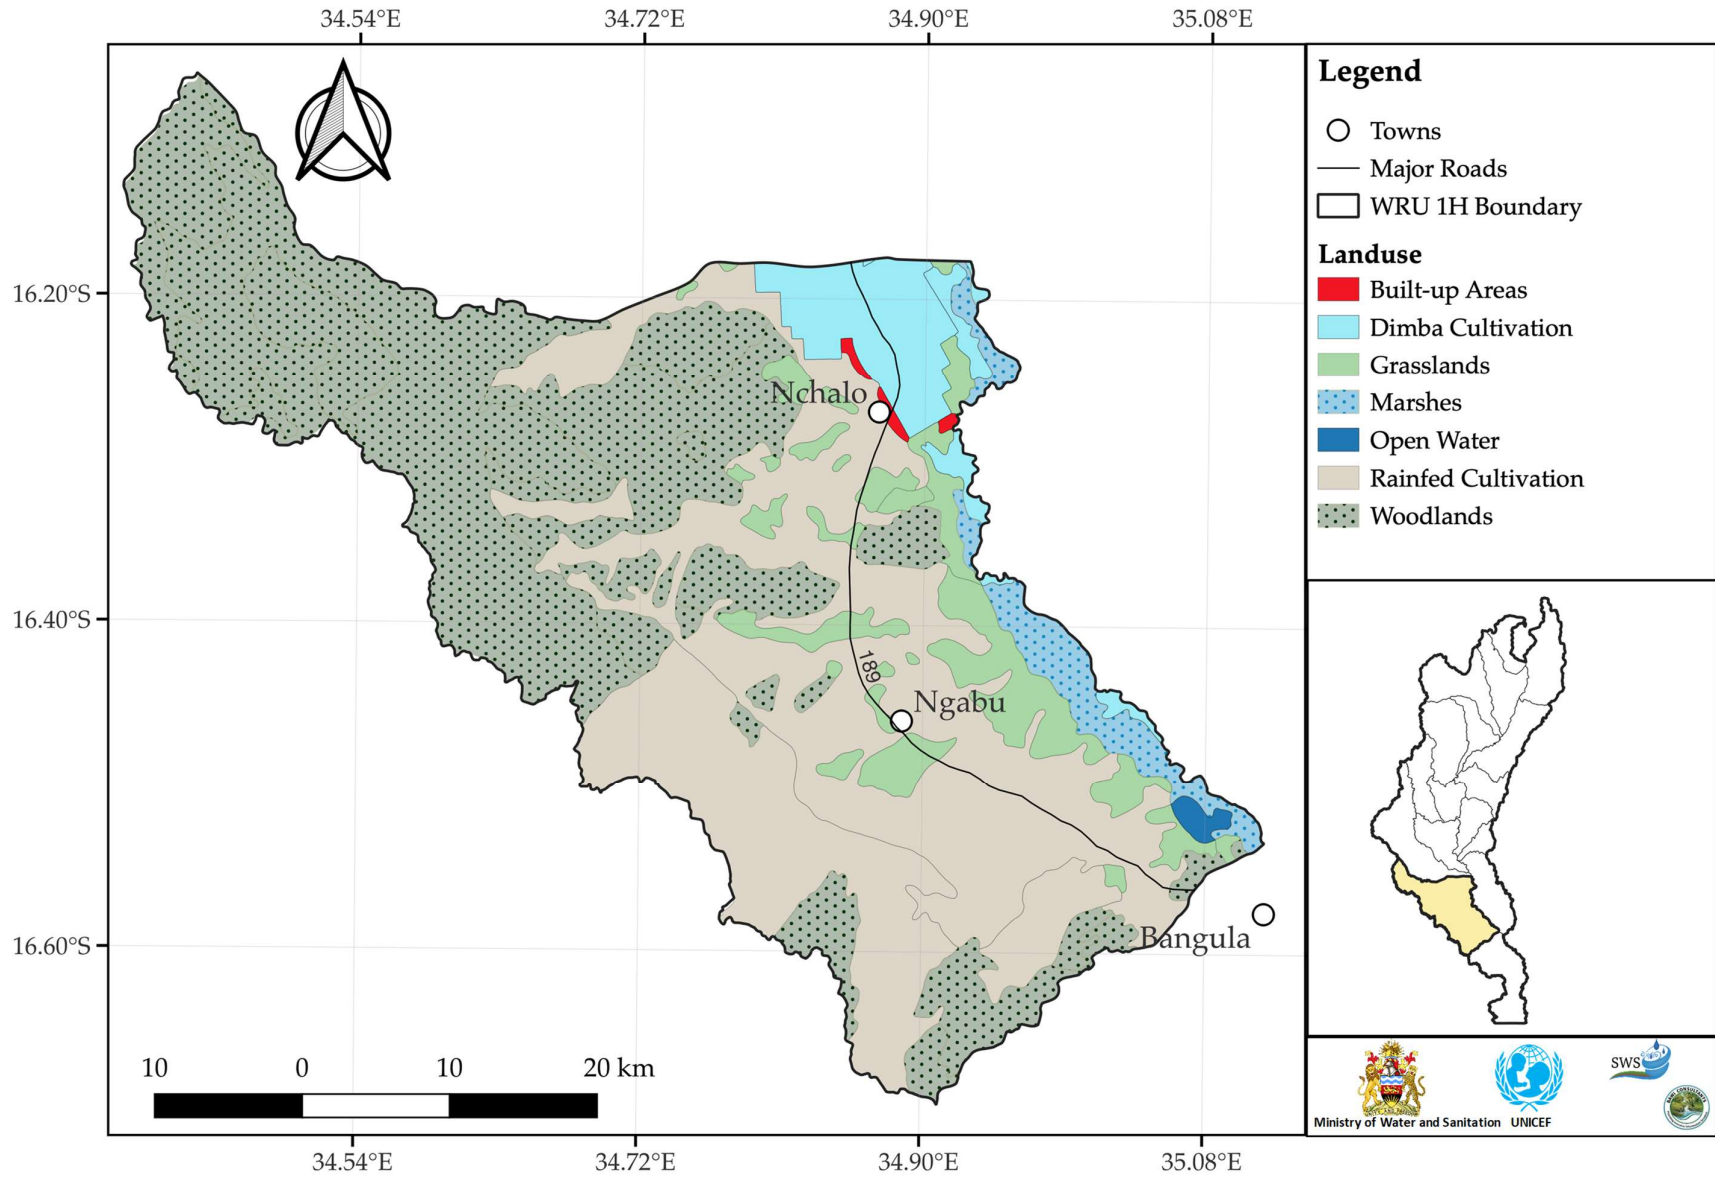 34.54°E 34.72°E 34.90°E 35.08°E
16.20°S
16.40°S
16.60°S
Nchalo
189
Ngabu
Bangula
10 0 10 20 km
34.54°E 34.72°E 34.90°E 35.08°E
Legend
Towns
Major Roads
WRU 1H Boundary
Landuse
Built-up Areas
Dimba Cultivation
Grasslands
Marshes
Open Water
Rainfed Cultivation
Woodlands
SWS
Ministry of Water and Sanitation UNICEF